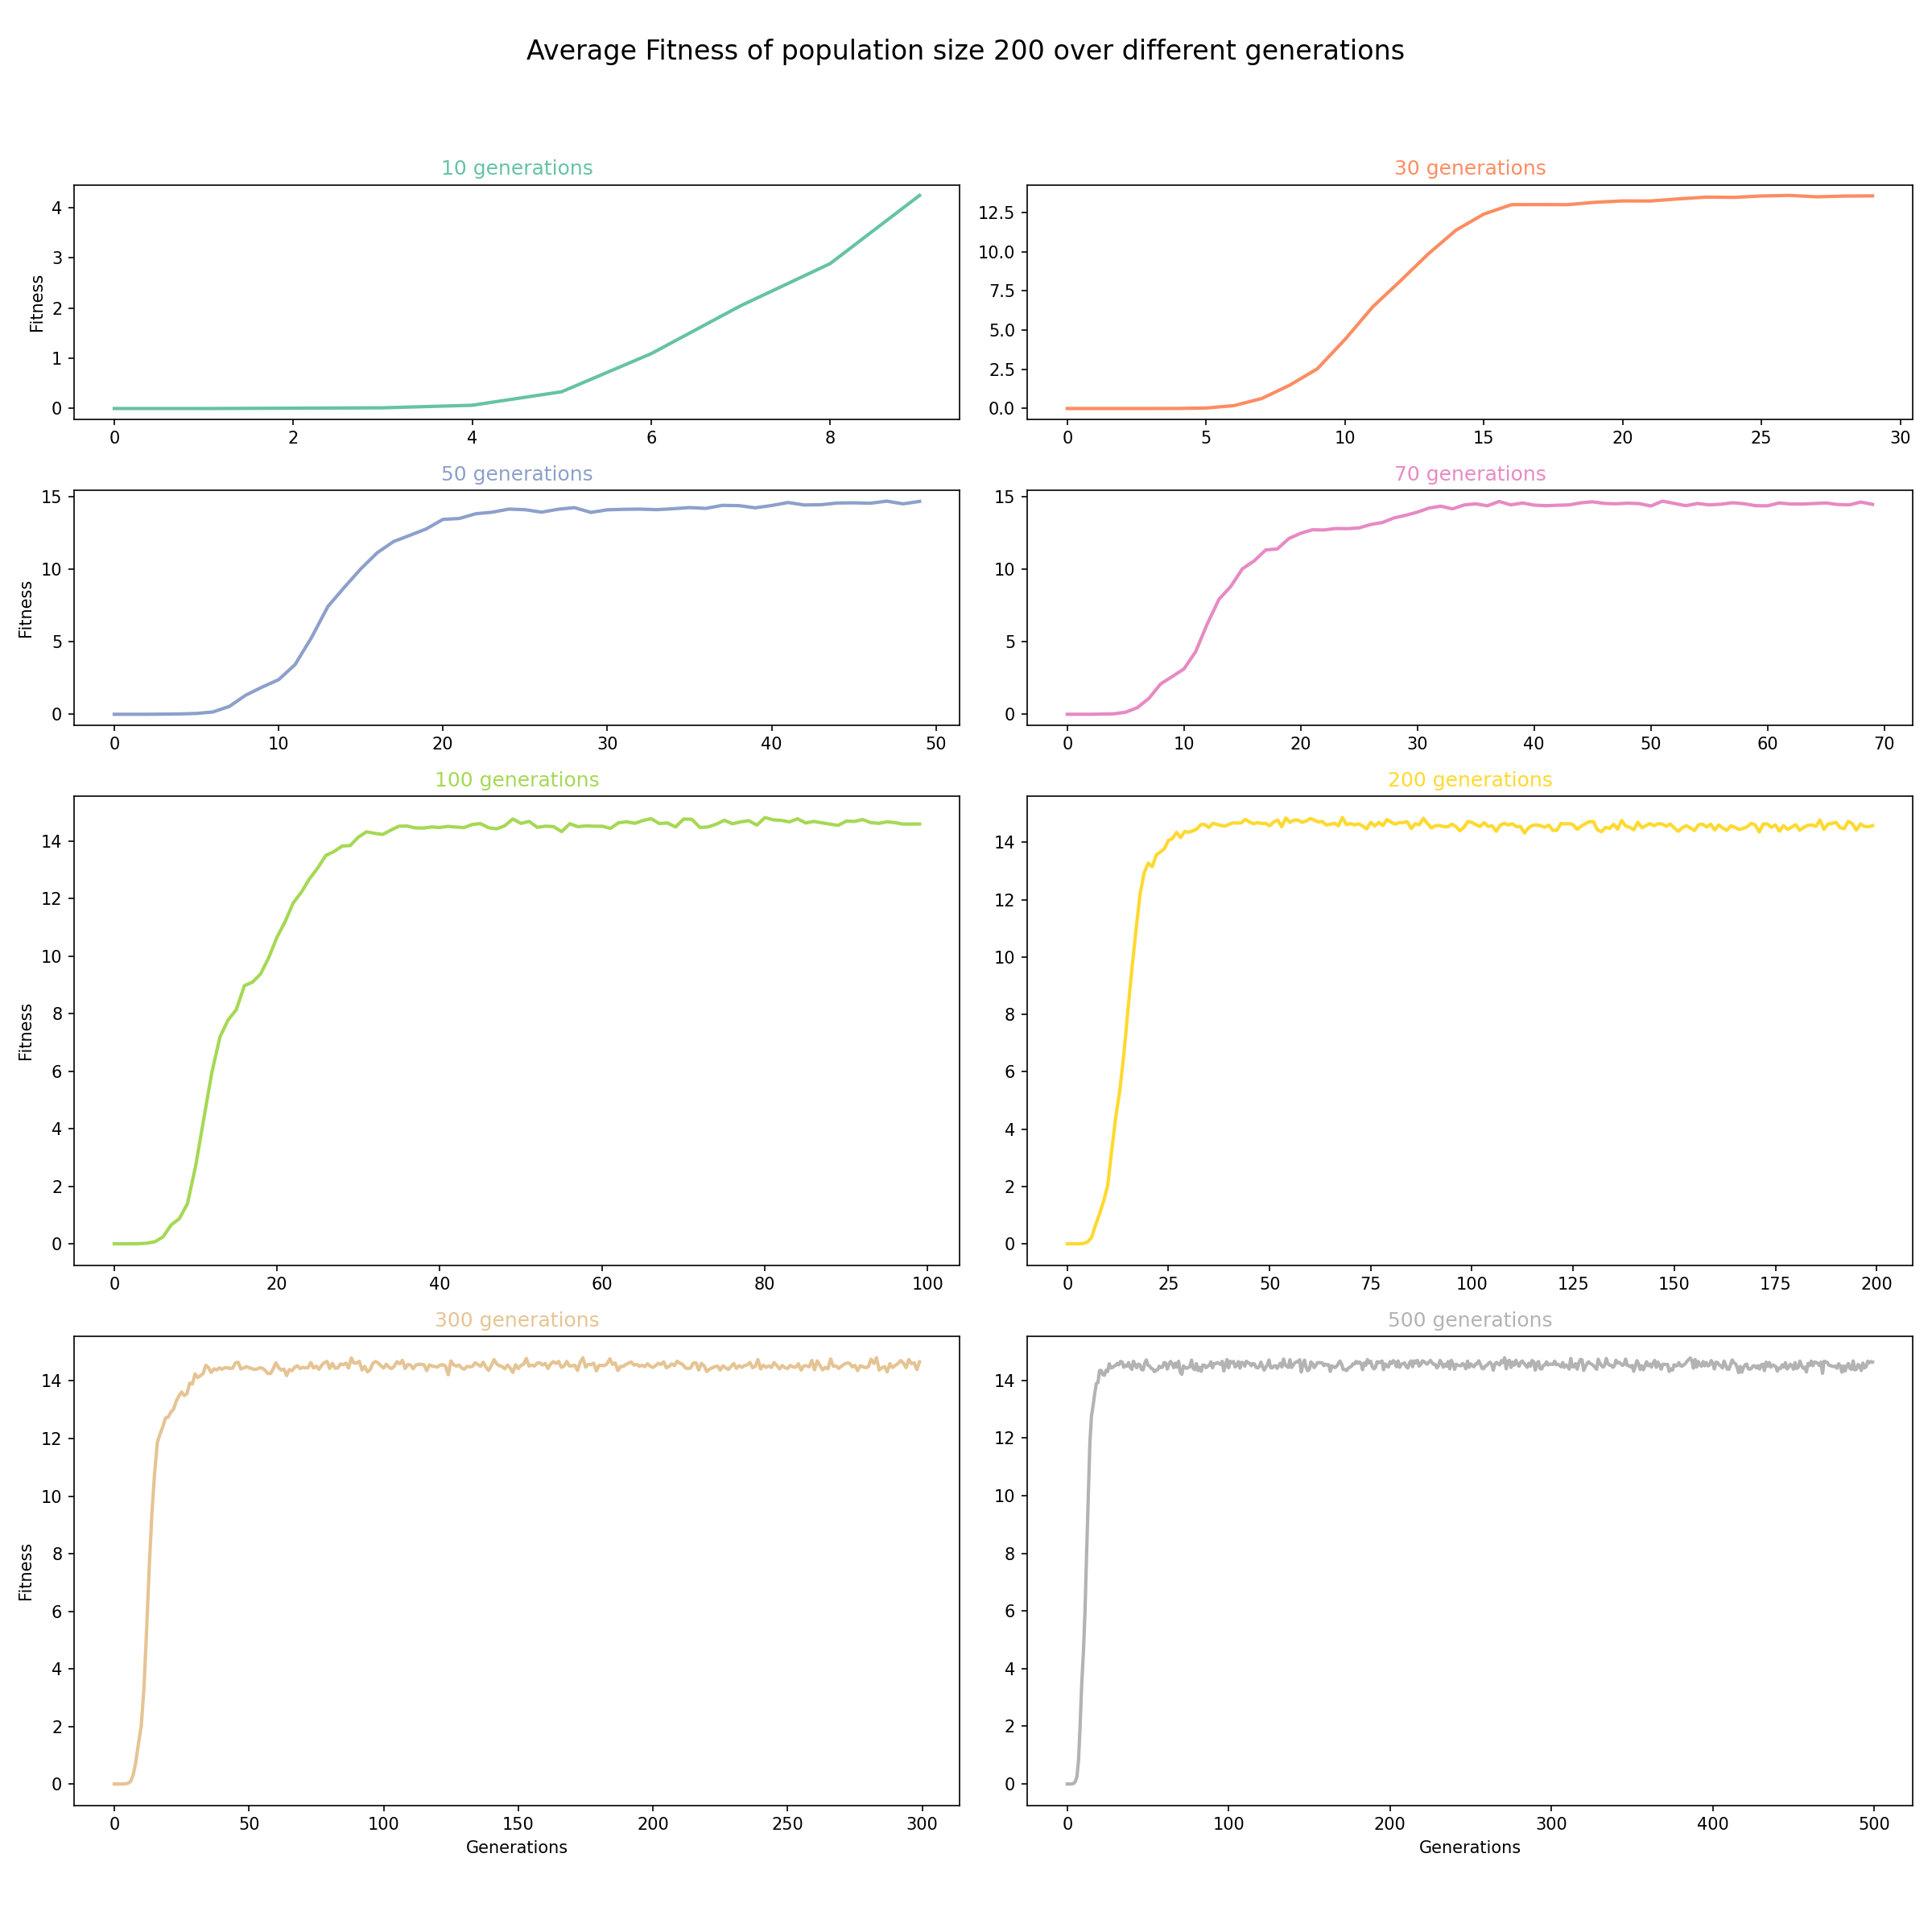 Average Fitness of population size 200 over different generations
10 generations
Fitness
4
3
2
1
0
0 2 4 6 8
30 generations
12.5
10.0
7.5
5.0
2.5
0.0
0 5 10 15 20 25 30
50 generations
Fitness
15
10
5
0
0 10 20 30 40 50
70 generations
15
10
5
0
0 10 20 30 40 50 60 70
100 generations
Fitness
14
12
10
8
6
4
2
0
0 20 40 60 80 100
200 generations
14
12
10
8
6
4
2
0
0 25 50 75 100 125 150 175 200
300 generations
Fitness
14
12
10
8
6
4
2
0
0 50 100 150 200 250 300
Generations
500 generations
14
12
10
8
6
4
2
0
0 100 200 300 400 500
Generations